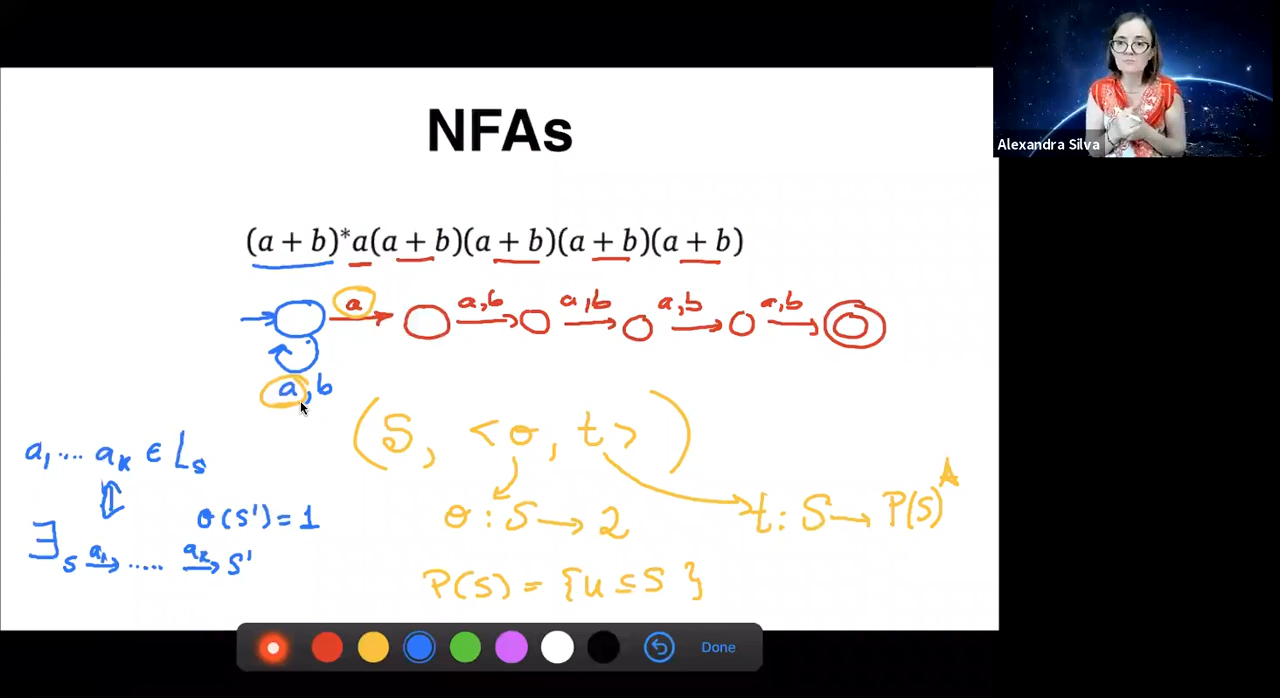 Alexandra Silva
NFAs
(a + b)*a(a + b)(a + b)(a + b)(a + b)
a a,b a,b a,b a,b
a,b
(S, <σ, t>)
a₁ .... aₖ ∈ Lₛ
⇕
σ(s') = 1
∃ s a₁→ ..... aₖ→ s'
σ : S → 2
t : S → P(S)ᴬ
P(S) = {u ⊆ S }
Done